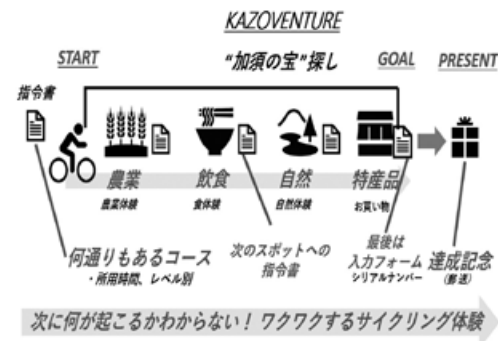 KAZOVENTURE
START
“加須の宝”探し
GOAL
PRESENT
指令書
農業
農業体験
飲食
食体験
自然
自然体験
特産品
お買い物
何通りもあるコース
・所用時間、レベル別
次のスポットへの
指令書
最後は
入力フォーム
シリアルナンバー
達成記念
(郵送)
次に何が起こるかわからない！ワクワクするサイクリング体験